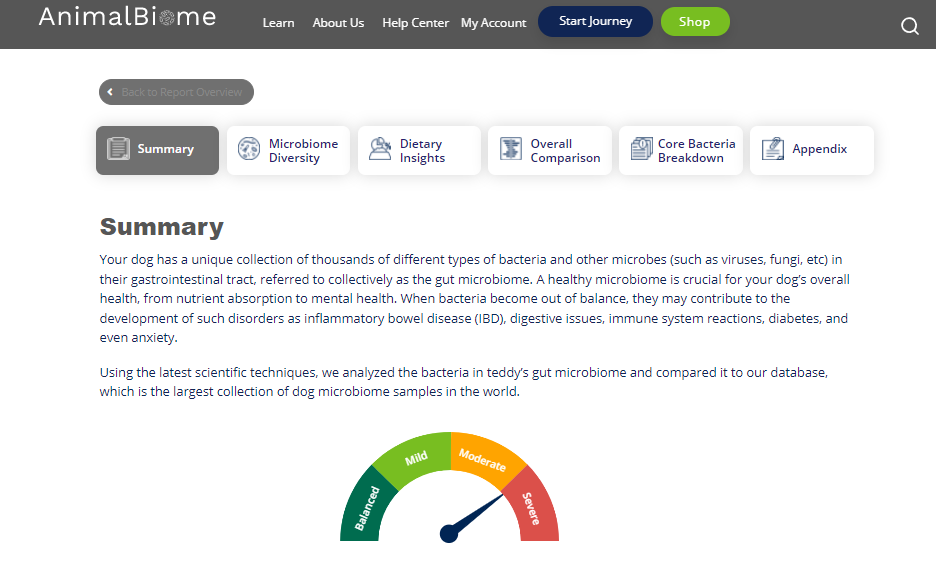 AnimalBiome
Learn
About Us
Help Center
My Account
Start Journey
Shop
Back to Report Overview
Summary
Microbiome
Diversity
Dietary
Insights
Overall
Comparison
Core Bacteria
Breakdown
Appendix
Summary
Your dog has a unique collection of thousands of different types of bacteria and other microbes (such as viruses, fungi, etc) in
their gastrointestinal tract, referred to collectively as the gut microbiome. A healthy microbiome is crucial for your dog's overall
health, from nutrient absorption to mental health. When bacteria become out of balance, they may contribute to the
development of such disorders as inflammatory bowel disease (IBD), digestive issues, immune system reactions, diabetes, and
even anxiety.
Using the latest scientific techniques, we analyzed the bacteria in teddy's gut microbiome and compared it to our database,
which is the largest collection of dog microbiome samples in the world.
Balanced
Mild
Moderate
Severe